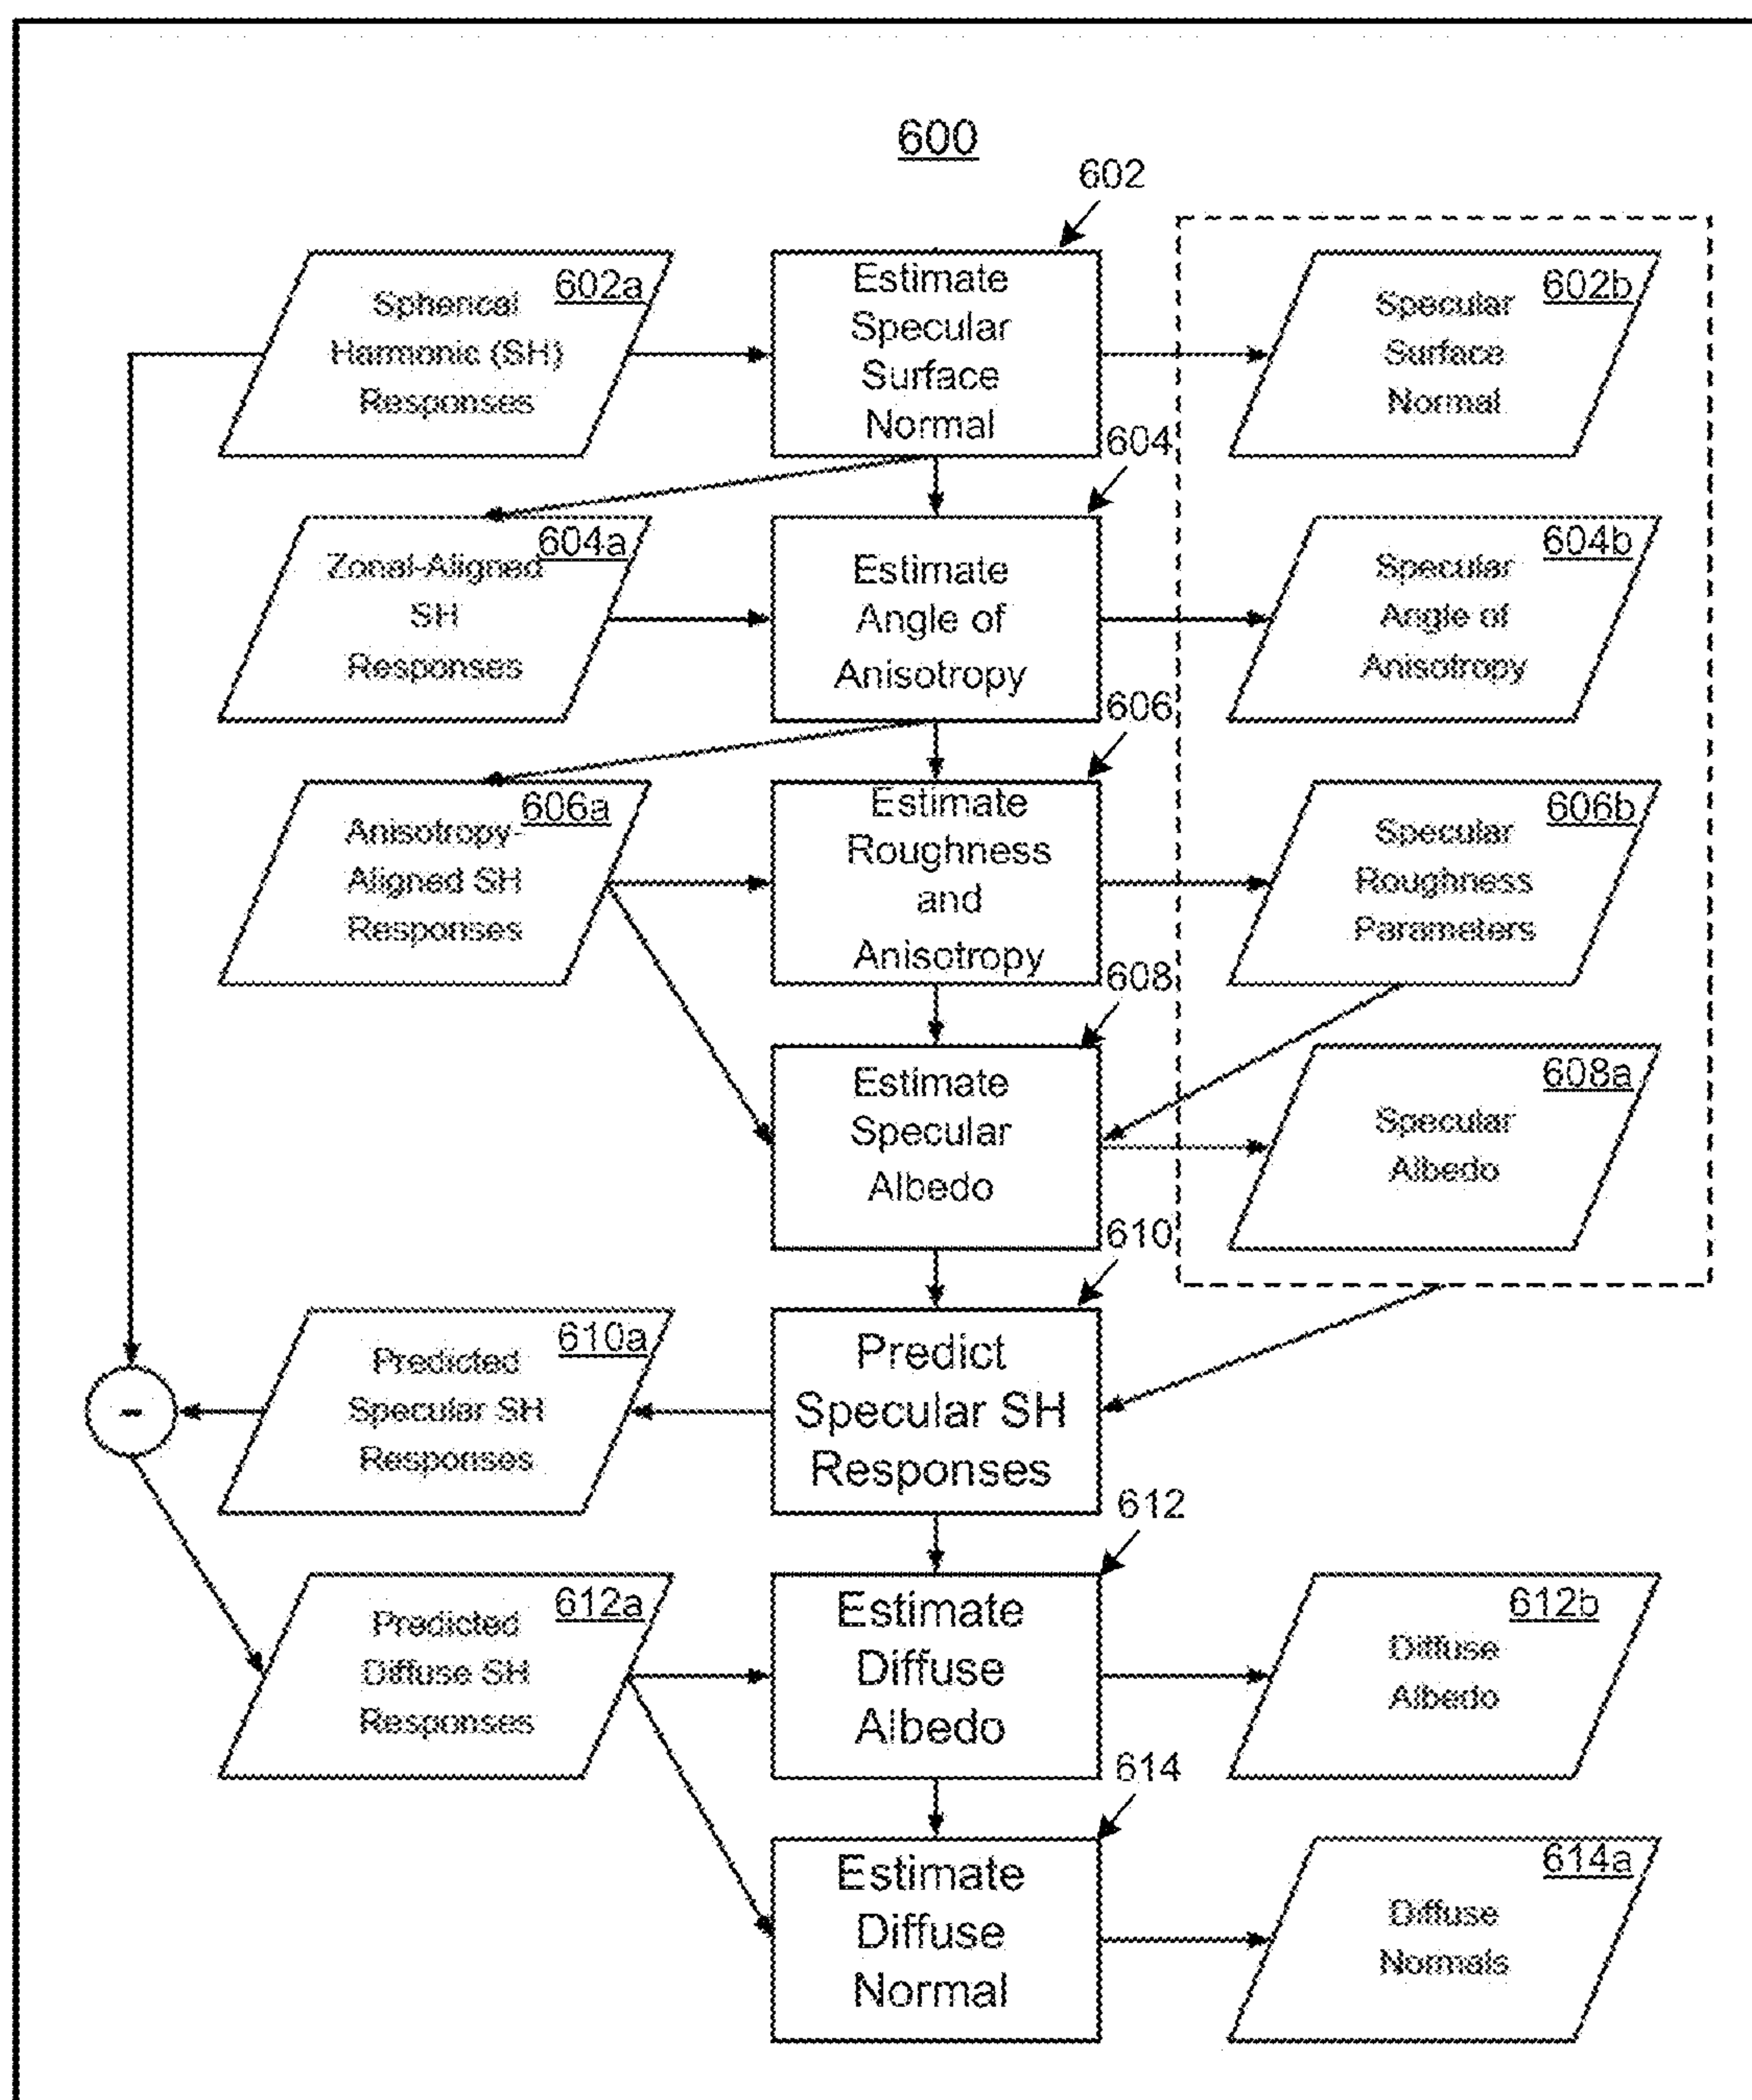 600
602
602a
Spherical
Harmonic (SH)
Responses
Estimate
Specular
Surface
Normal
602b
Specular
Surface
Normal
604
604a
Zonal-Aligned
SH
Responses
Estimate
Angle of
Anisotropy
604b
Specular
Angle of
Anisotropy
606
606a
Anisotropy-
Aligned SH
Responses
Estimate
Roughness
and
Anisotropy
606b
Specular
Roughness
Parameters
608
Estimate
Specular
Albedo
608a
Specular
Albedo
610
-
610a
Predicted
Specular SH
Responses
Predict
Specular SH
Responses
612
612a
Predicted
Diffuse SH
Responses
Estimate
Diffuse
Albedo
612b
Diffuse
Albedo
614
Estimate
Diffuse
Normal
614a
Diffuse
Normals